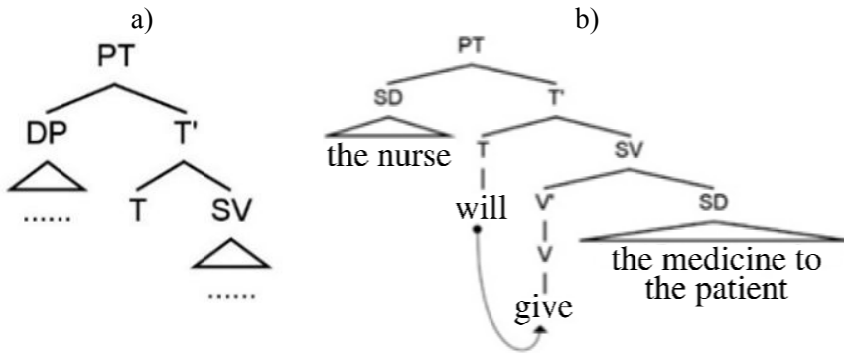 a)
PT
DP T'
...... T SV
......
b)
PT
SD T'
the nurse T SV
will V' SD
V the medicine to
the patient
give